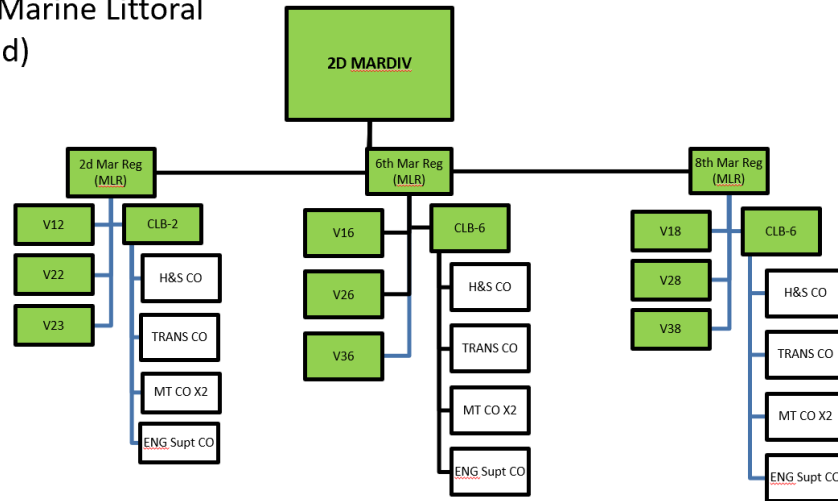 Marine Littoral
d)
2D MARDIV
2d Mar Reg
(MLR)
6th Mar Reg
(MLR)
8th Mar Reg
(MLR)
V12
CLB-2
V22
V23
H&S CO
TRANS CO
MT CO X2
ENG Supt CO
V16
CLB-6
V26
V36
H&S CO
TRANS CO
MT CO X2
ENG Supt CO
V18
CLB-6
V28
V38
H&S CO
TRANS CO
MT CO X2
ENG Supt CO